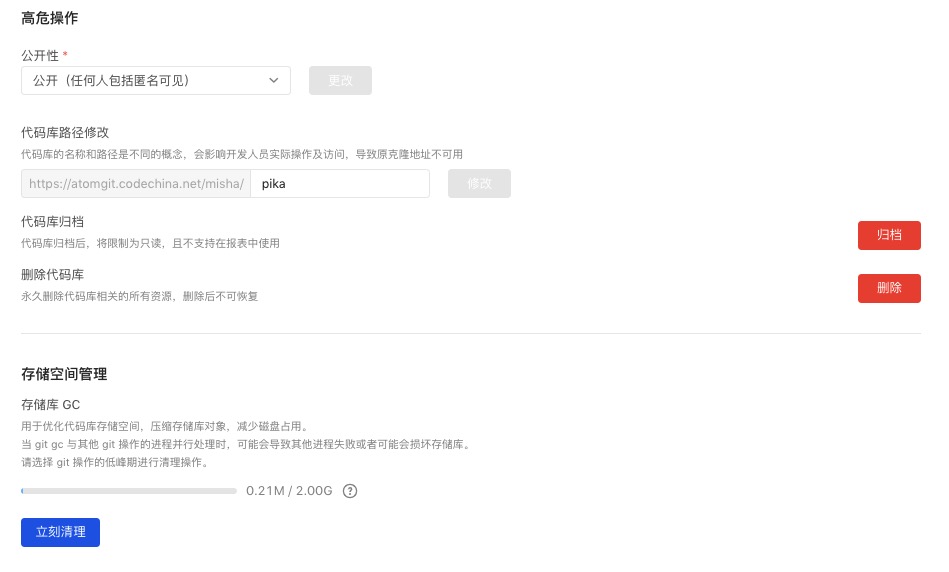 高危操作
公开性 *
公开（任何人包括匿名可见）
更改
代码库路径修改
代码库的名称和路径是不同的概念，会影响开发人员实际操作及访问，导致原克隆地址不可用
https://atomgit.codechina.net/misha/ pika
修改
代码库归档
代码库归档后，将限制为只读，且不支持在报表中使用
归档
删除代码库
永久删除代码库相关的所有资源，删除后不可恢复
删除
存储空间管理
存储库 GC
用于优化代码库存储空间，压缩存储库对象，减少磁盘占用。
当 git gc 与其他 git 操作的进程并行处理时，可能会导致其他进程失败或者可能会损坏存储库。
请选择 git 操作的低峰期进行清理操作。
0.21M / 2.00G ?
立刻清理